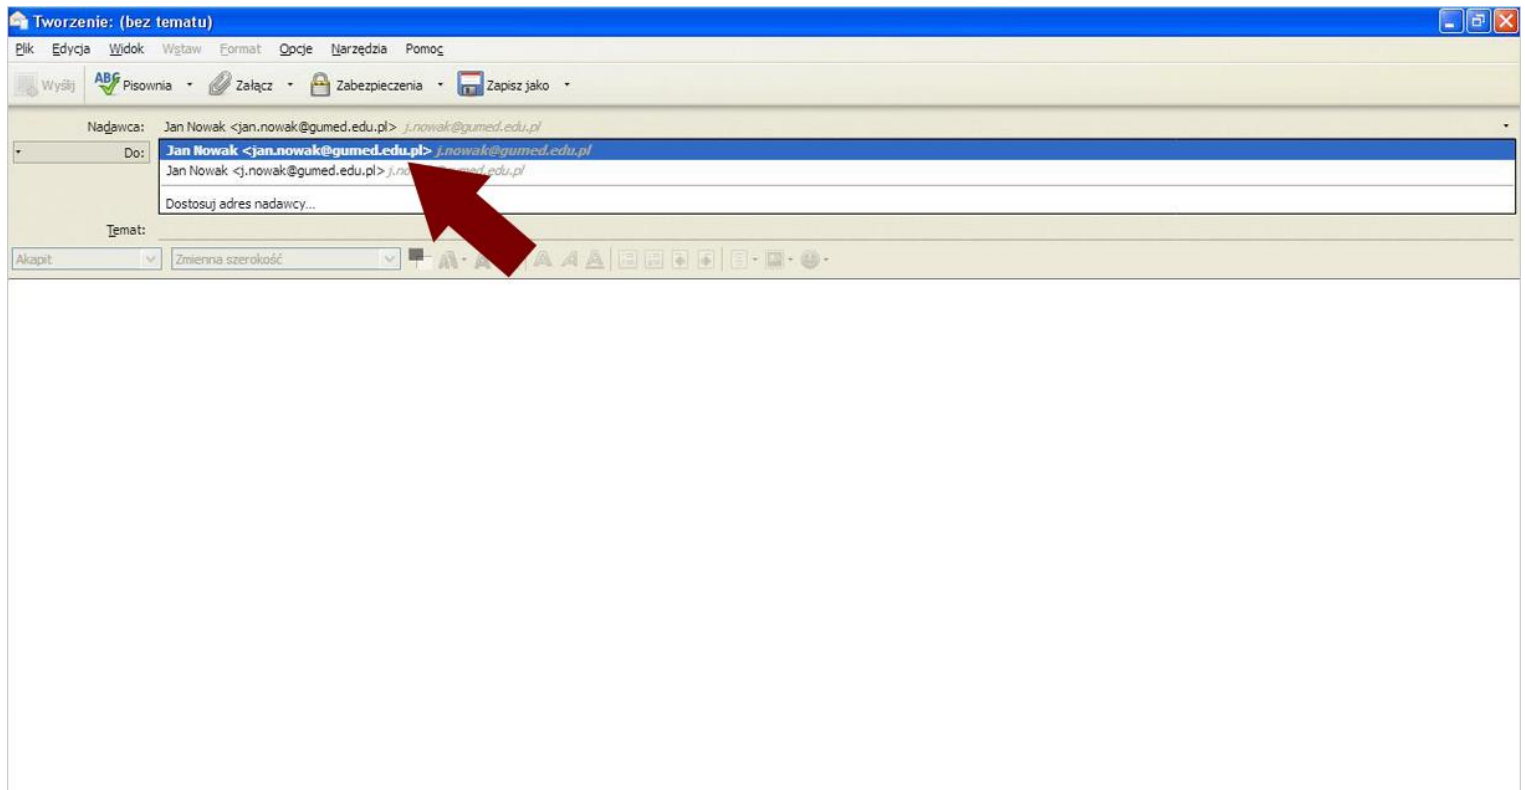 Tworzenie: (bez tematu)
Plik Edycja Widok Wstaw Format Opcje Narzędzia Pomoc
Wyślij Pisownia Załącz Zabezpieczenia Zapisz jako
Nadawca: Jan Nowak <jan.nowak@gumed.edu.pl> j.nowak@gumed.edu.pl
Do: Jan Nowak <jan.nowak@gumed.edu.pl> j.nowak@gumed.edu.pl
Jan Nowak <j.nowak@gumed.edu.pl>
Dostosuj adres nadawcy...
Temat:
Akapit Zmienna szerokość